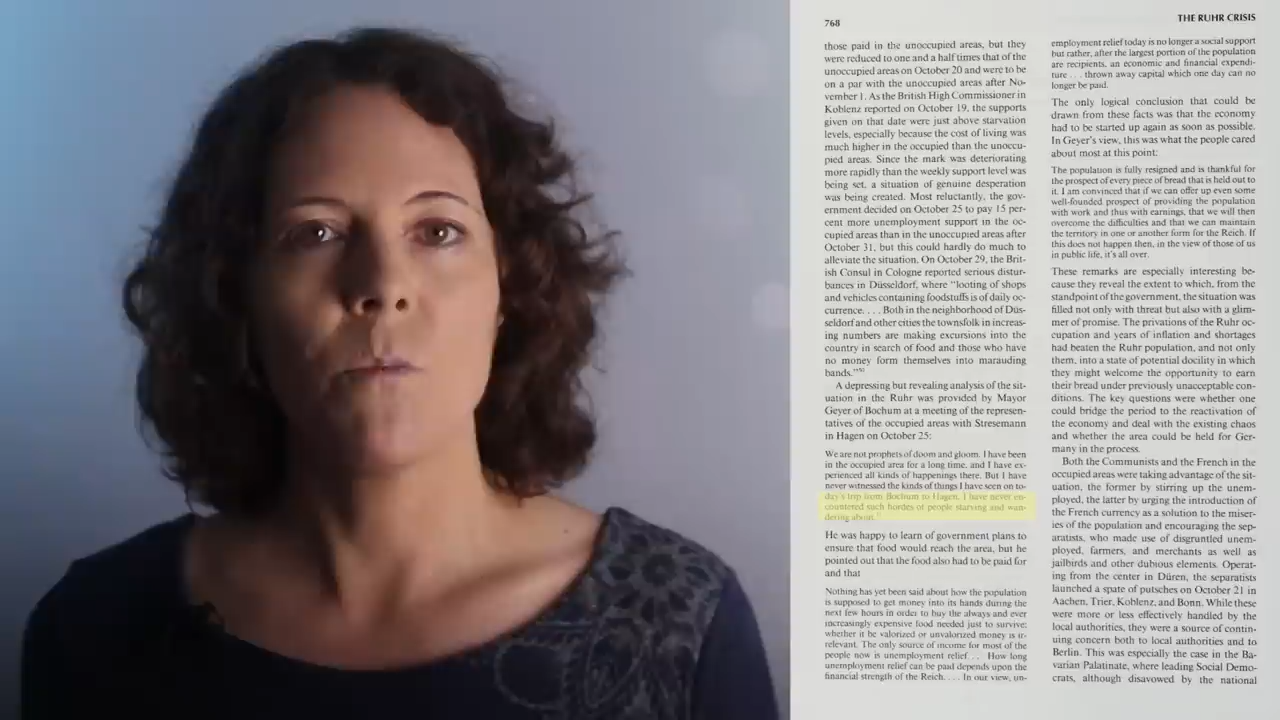 768
THE RUHR CRISIS
those paid in the unoccupied areas, but they
were reduced to one and a half times that of the
unoccupied areas on October 20 and were to be
on a par with the unoccupied areas after No-
vember 1. As the British High Commissioner in
Koblenz reported on October 19, the supports
given on that date were just above starvation
levels, especially because the cost of living was
much higher in the occupied than the unoccu-
pied areas. Since the mark was deteriorating
more rapidly than the weekly support level was
being set, a situation of genuine desperation
was being created. Most reluctantly, the gov-
ernment decided on October 25 to pay 15 per-
cent more unemployment support in the oc-
cupied areas than in the unoccupied areas after
October 31, but this could hardly do much to
alleviate the situation. On October 29, the Brit-
ish Consul in Cologne reported serious distur-
bances in Düsseldorf, where “looting of shops
and vehicles containing foodstuffs is of daily oc-
currence. . . . Both in the neighborhood of Düs-
seldorf and other cities the townsfolk in increas-
ing numbers are making excursions into the
country in search of food and those who have
no money form themselves into marauding
bands.”
A depressing but revealing analysis of the sit-
uation in the Ruhr was provided by Mayor
Geyer of Bochum at a meeting of the represen-
tatives of the occupied areas with Stresemann
in Hagen on October 25:
We are not prophets of doom and gloom. I have been
in the occupied area for a long time, and I have ex-
perienced all kinds of happenings there. But I have
never witnessed the kinds of things I have seen on to-
day's trip from Bochum to Hagen. I have never en-
countered such hordes of people starving and wan-
dering about.
He was happy to learn of government plans to
ensure that food would reach the area, but he
pointed out that the food also had to be paid for
and that
Nothing has yet been said about how the population
is supposed to get money into its hands during the
next few hours in order to buy the always and ever
increasingly expensive food needed just to survive;
whether it be valorized or unvalorized money is ir-
relevant. The only source of income for most of the
people now is unemployment relief. . . How long
unemployment relief can be paid depends upon the
financial strength of the Reich. . . . In our view, un-
employment relief today is no longer a social support
but rather, after the largest portion of the population
are recipients, an economic and financial expendi-
ture . . . thrown away capital which one day can no
longer be paid.
The only logical conclusion that could be
drawn from these facts was that the economy
had to be started up again as soon as possible.
In Geyer's view, this was what the people cared
about most at this point:
The population is fully resigned and is thankful for
the prospect of every piece of bread that is held out to
it. I am convinced that if we can offer up even some
well-founded prospect of providing the population
with work and thus with earnings, that we will then
overcome the difficulties and that we can maintain
the territory in one or another form for the Reich. If
this does not happen then, in the view of those of us
in public life, it's all over.
These remarks are especially interesting be-
cause they reveal the extent to which, from the
standpoint of the government, the situation was
filled not only with threat but also with a glim-
mer of promise. The privations of the Ruhr oc-
cupation and years of inflation and shortages
had beaten the Ruhr population, and not only
them, into a state of potential docility in which
they might welcome the opportunity to earn
their bread under previously unacceptable con-
ditions. The key questions were whether one
could bridge the period to the reactivation of
the economy and deal with the existing chaos
and whether the area could be held for Ger-
many in the process.
Both the Communists and the French in the
occupied areas were taking advantage of the sit-
uation, the former by stirring up the unem-
ployed, the latter by urging the introduction of
the French currency as a solution to the miser-
ies of the population and encouraging the sep-
aratists, who made use of disgruntled unem-
ployed, farmers, and merchants as well as
jailbirds and other dubious elements. Operat-
ing from the center in Düren, the separatists
launched a spate of putsches on October 21 in
Aachen, Trier, Koblenz, and Bonn. While these
were more or less effectively handled by the
local authorities, they were a source of contin-
uing concern both to local authorities and to
Berlin. This was especially the case in the Ba-
varian Palatinate, where leading Social Demo-
crats, although disavowed by the national